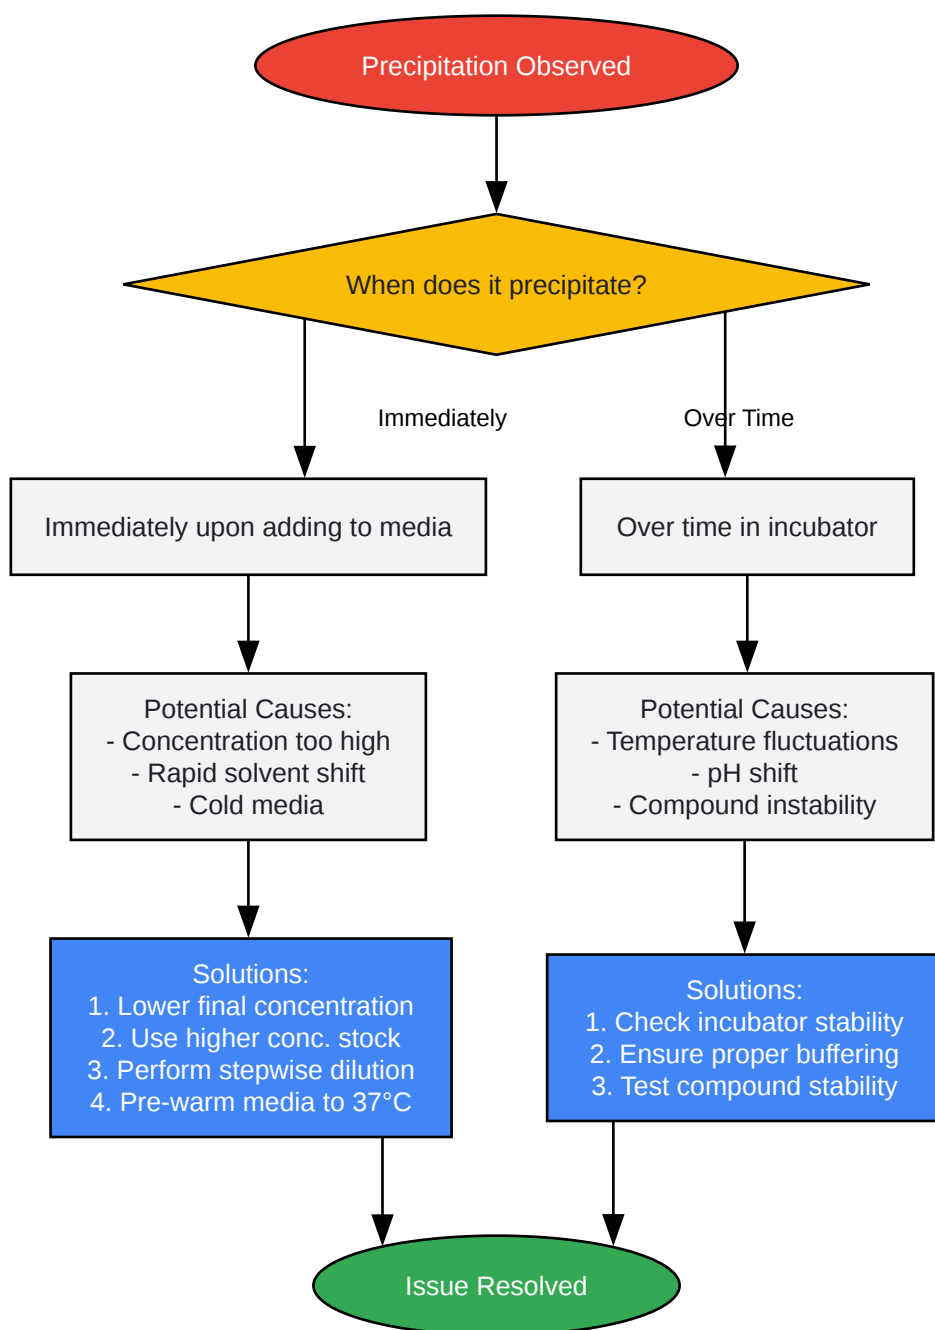 Precipitation Observed
When does it precipitate?
Immediately
Over Time
Immediately upon adding to media
Over time in incubator
Potential Causes:
- Concentration too high
- Rapid solvent shift
- Cold media
Potential Causes:
- Temperature fluctuations
- pH shift
- Compound instability
Solutions:
1. Lower final concentration
2. Use higher conc. stock
3. Perform stepwise dilution
4. Pre-warm media to 37°C
Solutions:
1. Check incubator stability
2. Ensure proper buffering
3. Test compound stability
Issue Resolved